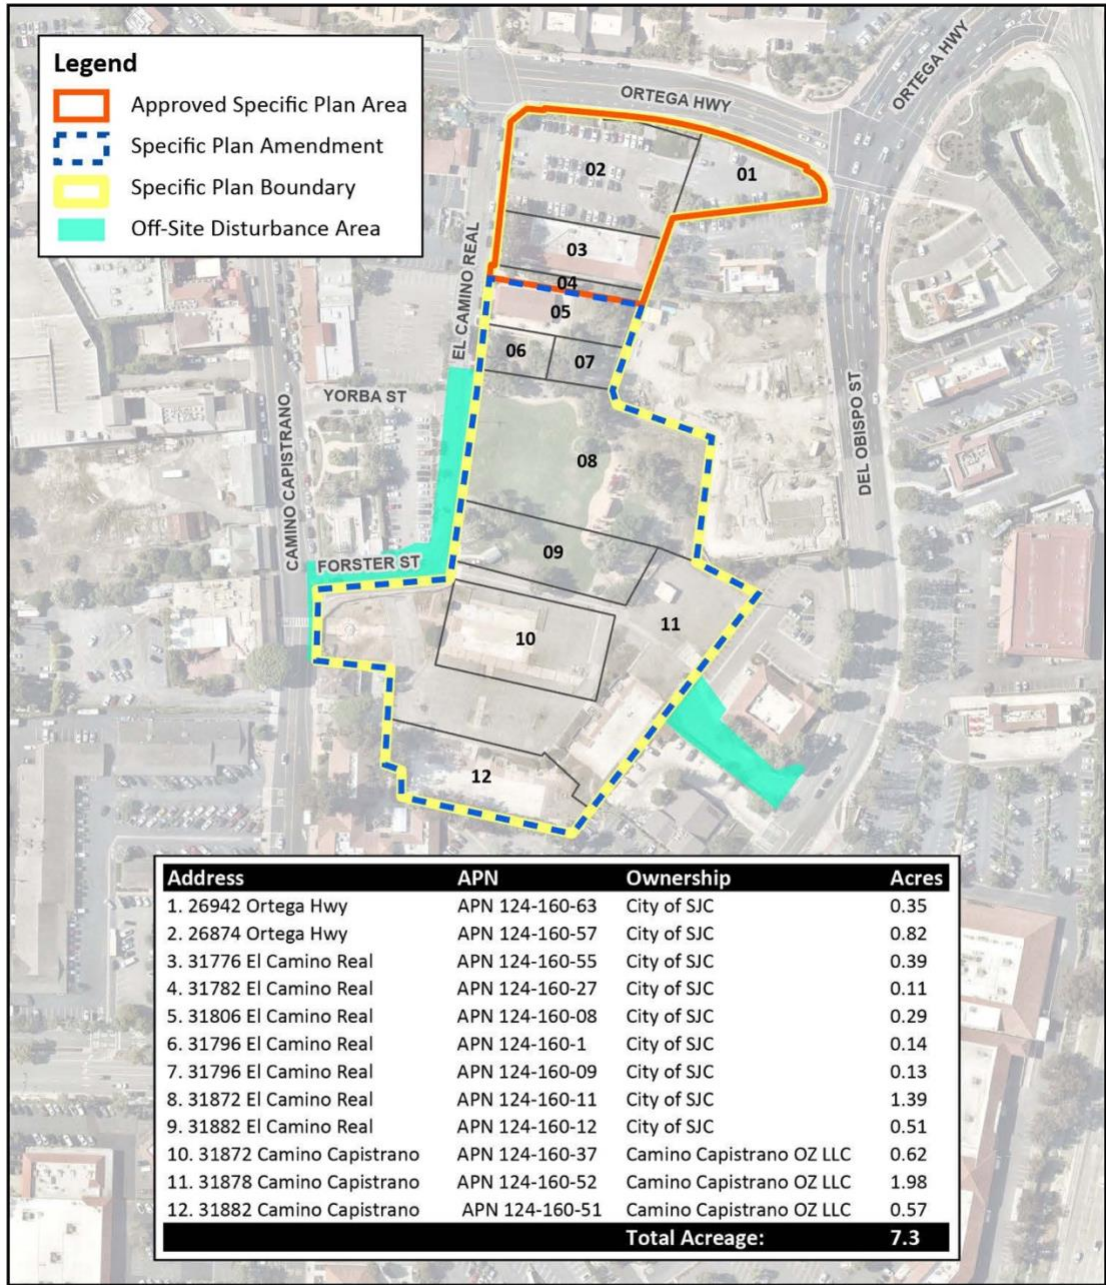 Legend
Approved Specific Plan Area
Specific Plan Amendment
Specific Plan Boundary
Off-Site Disturbance Area
ORTEGA HWY
ORTEGA HWY
EL CAMINO REAL
YORBA ST
CAMINO CAPISTRANO
FORSTER ST
DEL OBISPO ST
01
02
03
04
05
06
07
08
09
10
11
12
Address APN Ownership Acres
1. 26942 Ortega Hwy APN 124-160-63 City of SJC 0.35
2. 26874 Ortega Hwy APN 124-160-57 City of SJC 0.82
3. 31776 El Camino Real APN 124-160-55 City of SJC 0.39
4. 31782 El Camino Real APN 124-160-27 City of SJC 0.11
5. 31806 El Camino Real APN 124-160-08 City of SJC 0.29
6. 31796 El Camino Real APN 124-160-1 City of SJC 0.14
7. 31796 El Camino Real APN 124-160-09 City of SJC 0.13
8. 31872 El Camino Real APN 124-160-11 City of SJC 1.39
9. 31882 El Camino Real APN 124-160-12 City of SJC 0.51
10. 31872 Camino Capistrano APN 124-160-37 Camino Capistrano OZ LLC 0.62
11. 31878 Camino Capistrano APN 124-160-52 Camino Capistrano OZ LLC 1.98
12. 31882 Camino Capistrano APN 124-160-51 Camino Capistrano OZ LLC 0.57
Total Acreage: 7.3